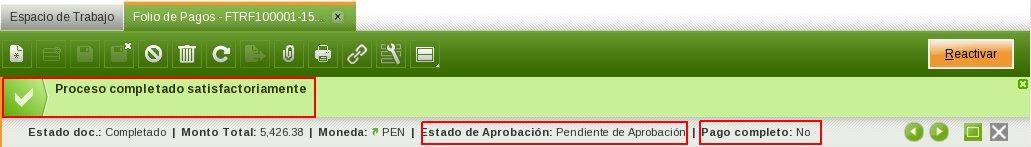 Espacio de Trabajo Folio de Pagos - FTRF100001-15...
Reactivar
Proceso completado satisfactoriamente
Estado doc.: Completado | Monto Total: 5,426.38 | Moneda: PEN | Estado de Aprobación: Pendiente de Aprobación | Pago completo: No